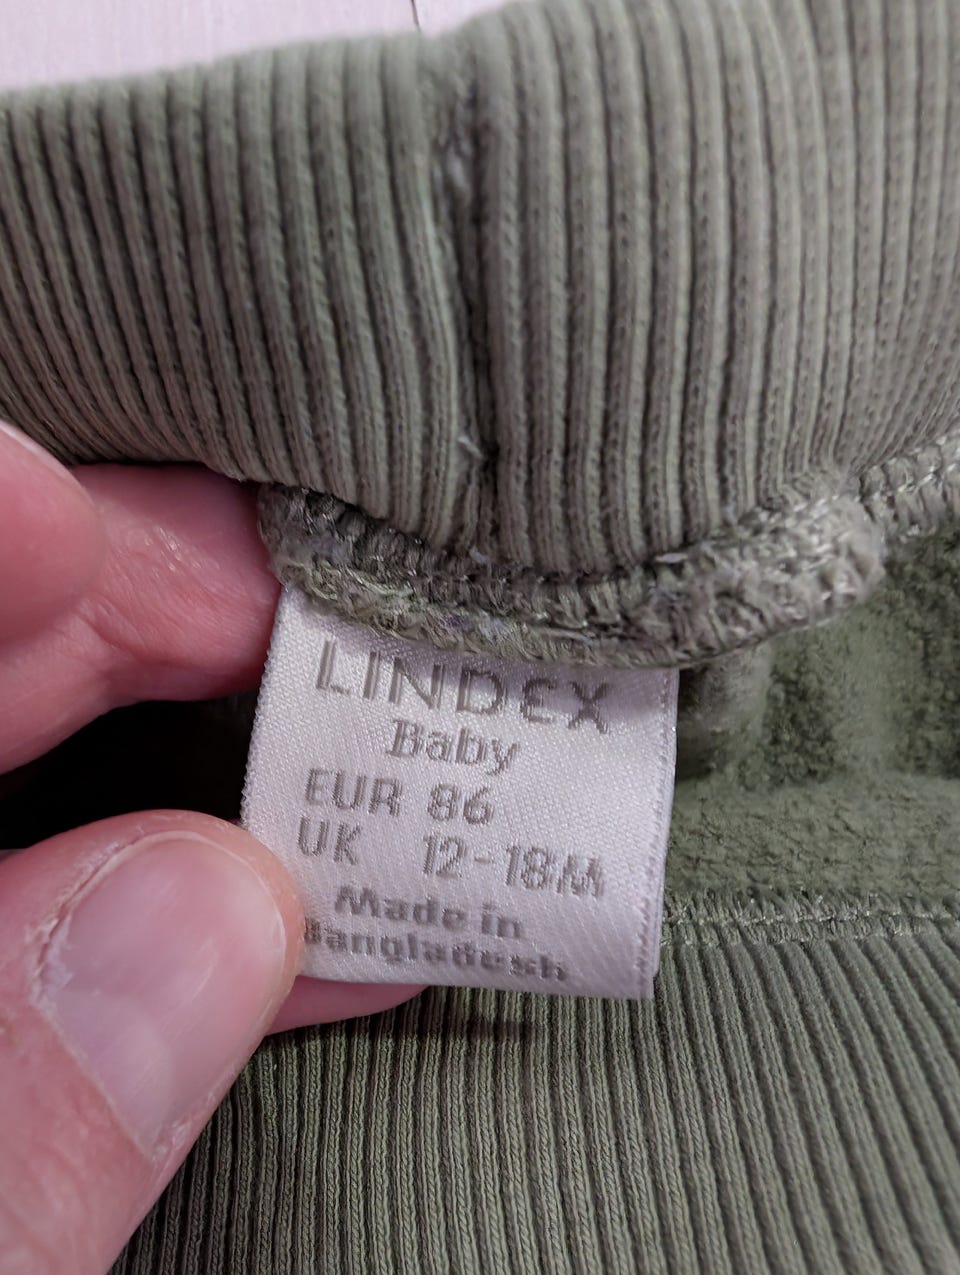 LINDEX
Baby
EUR 86
UK 12-18M
Made in
Bangladesh